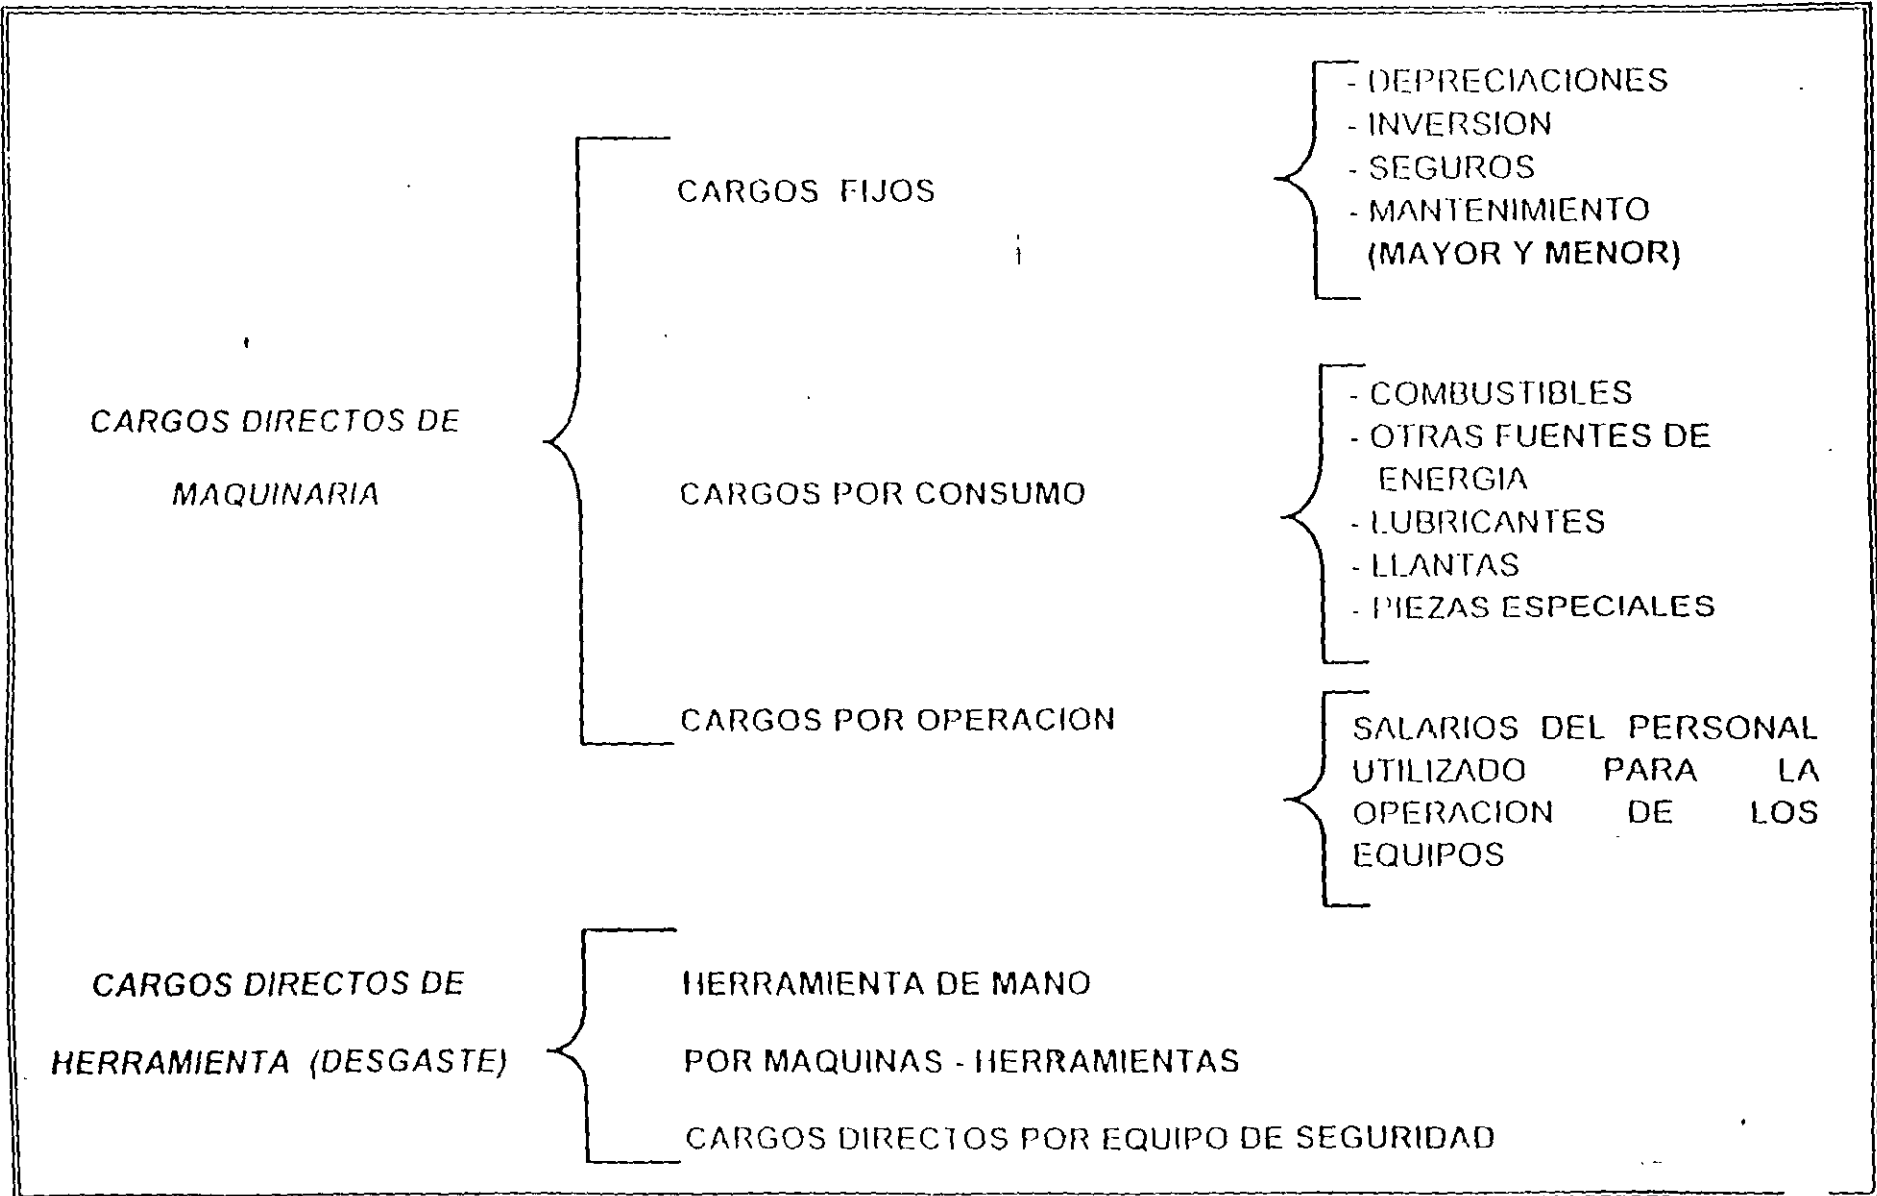 CARGOS DIRECTOS DE
MAQUINARIA
CARGOS FIJOS
- DEPRECIACIONES
- INVERSION
- SEGUROS
- MANTENIMIENTO
(MAYOR Y MENOR)
CARGOS POR CONSUMO
- COMBUSTIBLES
- OTRAS FUENTES DE
ENERGIA
- LUBRICANTES
- LLANTAS
- PIEZAS ESPECIALES
CARGOS POR OPERACION
SALARIOS DEL PERSONAL
UTILIZADO PARA LA
OPERACION DE LOS
EQUIPOS
CARGOS DIRECTOS DE
HERRAMIENTA (DESGASTE)
HERRAMIENTA DE MANO
POR MAQUINAS - HERRAMIENTAS
CARGOS DIRECTOS POR EQUIPO DE SEGURIDAD